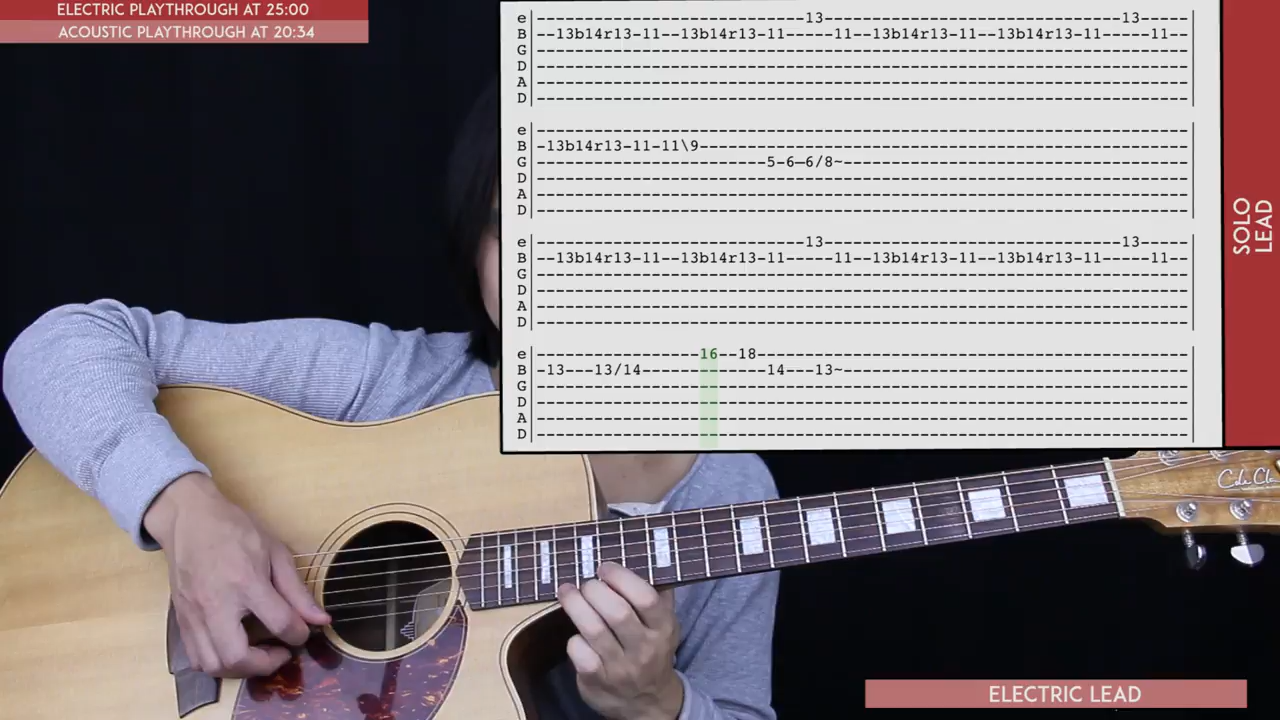 ELECTRIC PLAYTHROUGH AT 25:00
ACOUSTIC PLAYTHROUGH AT 20:34
e|----------------------------13--------------------------------13-----|
B|--13b14r13-11--13b14r13-11-----11--13b14r13-11--13b14r13-11-----11--|
G|--------------------------------------------------------------------|
D|--------------------------------------------------------------------|
A|--------------------------------------------------------------------|
D|--------------------------------------------------------------------|
e|--------------------------------------------------------------------|
B|-13b14r13-11-11\9---------------------------------------------------|
G|------------------------5-6—6/8~------------------------------------|
D|--------------------------------------------------------------------|
A|--------------------------------------------------------------------|
D|--------------------------------------------------------------------|
e|----------------------------13--------------------------------13-----|
B|--13b14r13-11--13b14r13-11-----11--13b14r13-11--13b14r13-11-----11--|
G|--------------------------------------------------------------------|
D|--------------------------------------------------------------------|
A|--------------------------------------------------------------------|
D|--------------------------------------------------------------------|
e|-----------------16--18---------------------------------------------|
B|-13---13/14-------------14---13~------------------------------------|
G|--------------------------------------------------------------------|
D|--------------------------------------------------------------------|
A|--------------------------------------------------------------------|
D|--------------------------------------------------------------------|
SOLO
LEAD
ELECTRIC LEAD